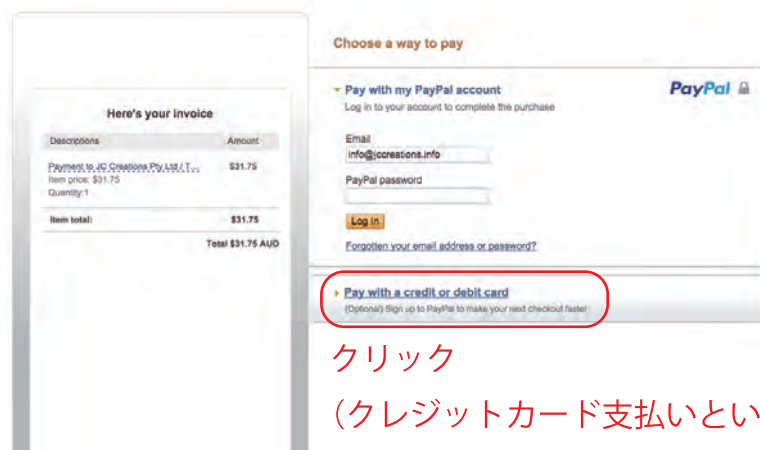 Choose a way to pay
Pay with my PayPal account
PayPal
Log in to your account to complete the purchase
Here's your invoice
Descriptions Amount
Payment to JC Creations Pty Ltd / T... $31.75
Item price: $31.75
Quantity:1
Item total: $31.75
Total $31.75 AUD
Email
info@jccreations.info
PayPal password
Log In
Forgotten your email address or password?
Pay with a credit or debit card
(Optional) Sign up to PayPal to make your next checkout faster
クリック
（クレジットカード支払いとい